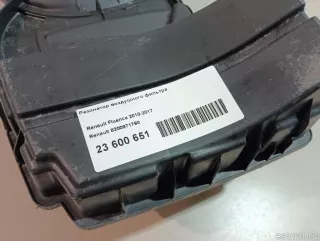 Резонатор воздушного фильтра
Renault Fluence 2010-2017
Renault 8200971790
23 600 651